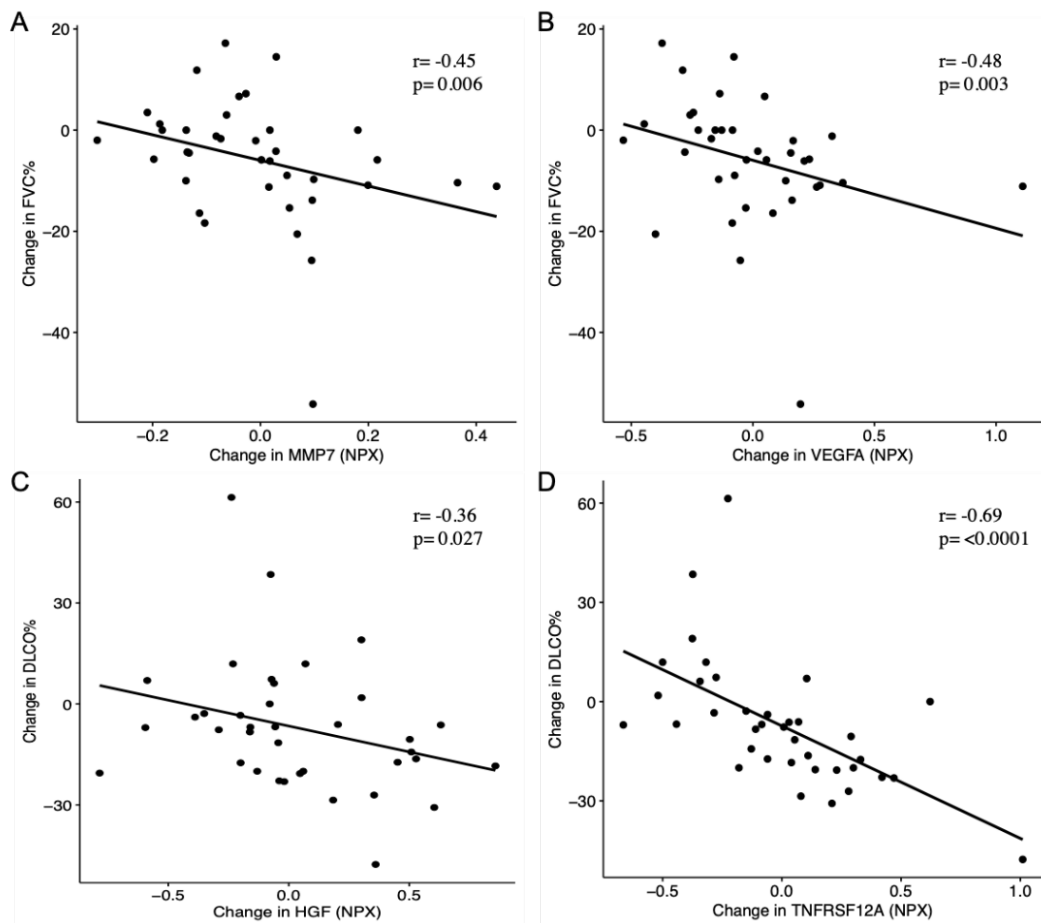 A
20
0
−20
−40
Change in FVC%
r= -0.45
p= 0.006
−0.2
0.0
0.2
0.4
Change in MMP7 (NPX)
B
20
0
−20
−40
Change in FVC%
r= -0.48
p= 0.003
−0.5
0.0
0.5
1.0
Change in VEGFA (NPX)
C
60
30
0
−30
Change in DLCO%
r= -0.36
p= 0.027
−0.5
0.0
0.5
Change in HGF (NPX)
D
60
30
0
−30
Change in DLCO%
r= -0.69
p= <0.0001
−0.5
0.0
0.5
1.0
Change in TNFRSF12A (NPX)